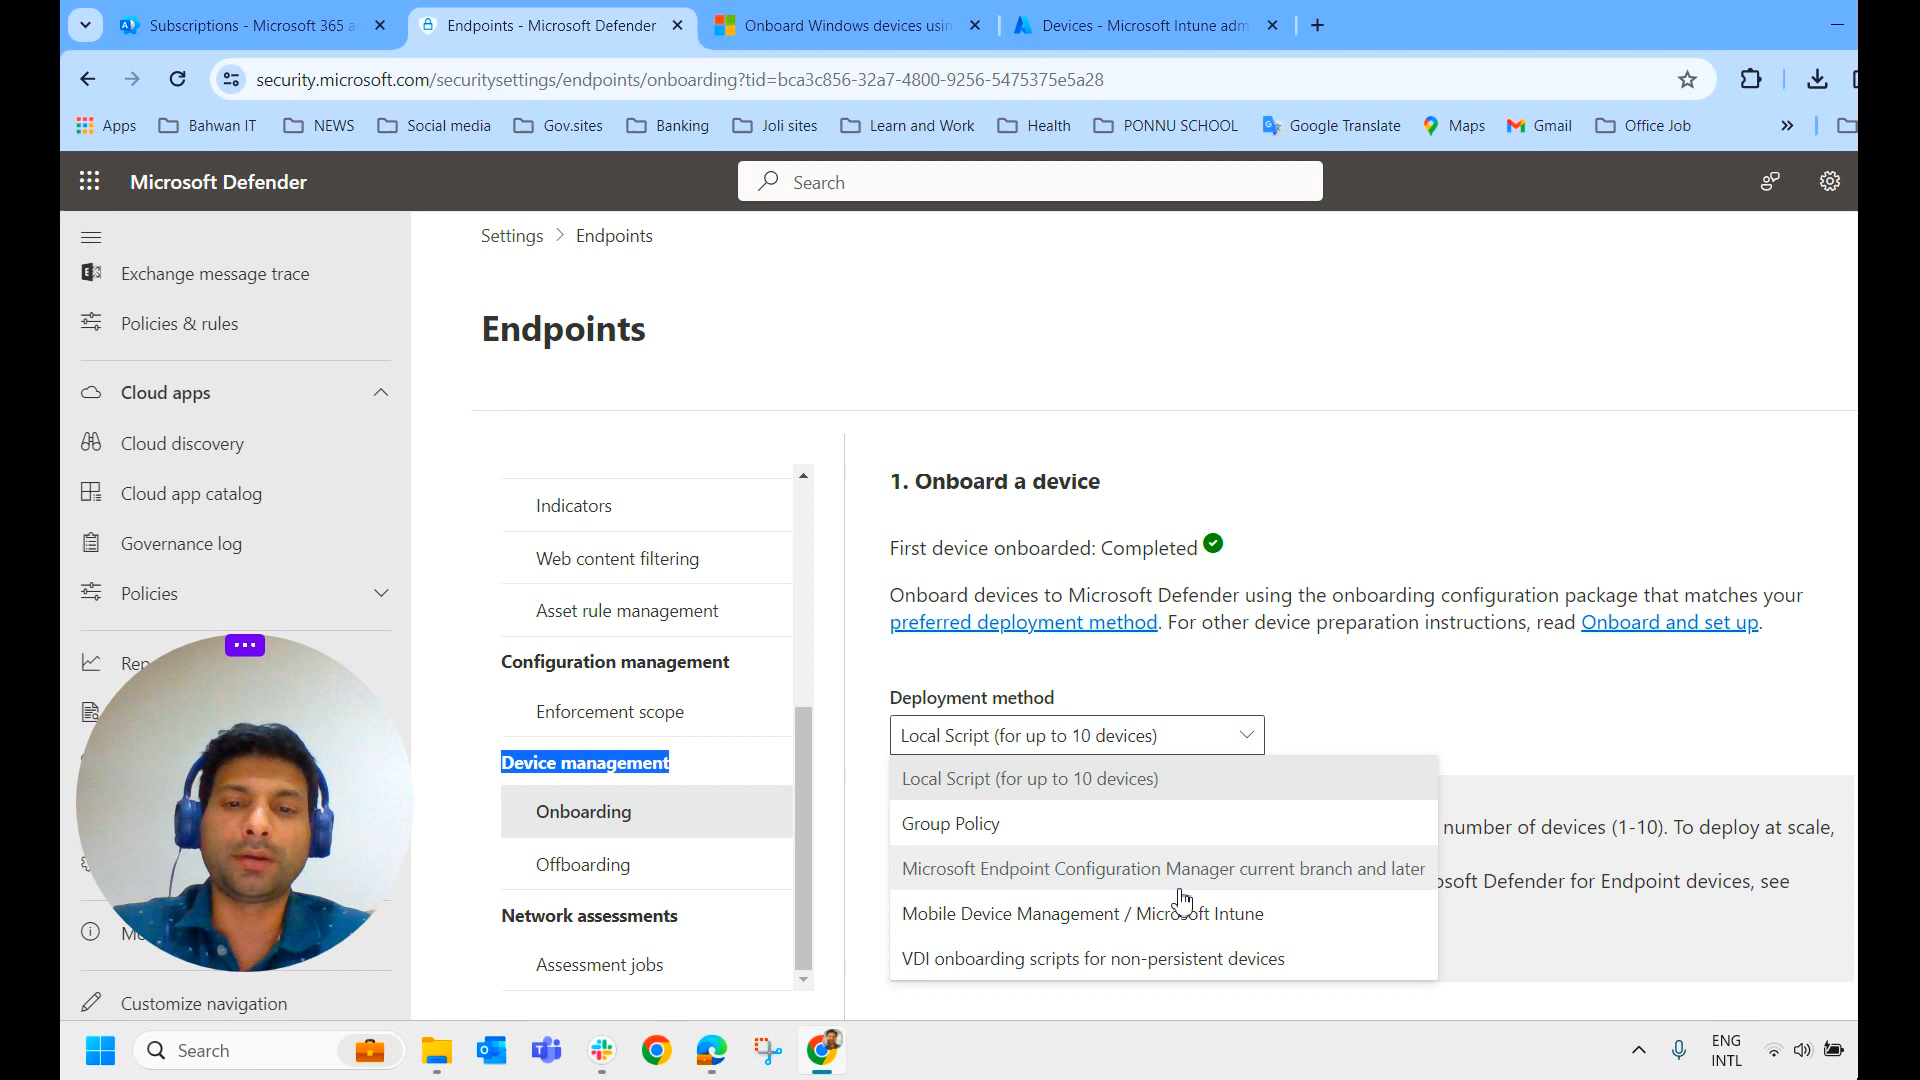 Subscriptions - Microsoft 365 a
Endpoints - Microsoft Defender
Onboard Windows devices usin
Devices - Microsoft Intune adm
security.microsoft.com/securitysettings/endpoints/onboarding?tid=bca3c856-32a7-4800-9256-5475375e5a28
Apps
Bahwan IT
NEWS
Social media
Gov.sites
Banking
Joli sites
Learn and Work
Health
PONNU SCHOOL
Google Translate
Maps
Gmail
Office Job
Microsoft Defender
Search
Exchange message trace
Policies & rules
Cloud apps
Cloud discovery
Cloud app catalog
Governance log
Policies
Rep
Customize navigation
Settings > Endpoints
Endpoints
Indicators
Web content filtering
Asset rule management
Configuration management
Enforcement scope
Device management
Onboarding
Offboarding
Network assessments
Assessment jobs
1. Onboard a device
First device onboarded: Completed
Onboard devices to Microsoft Defender using the onboarding configuration package that matches your
preferred deployment method. For other device preparation instructions, read Onboard and set up.
Deployment method
Local Script (for up to 10 devices)
Local Script (for up to 10 devices)
Group Policy
number of devices (1-10). To deploy at scale,
Microsoft Endpoint Configuration Manager current branch and later
osoft Defender for Endpoint devices, see
Mobile Device Management / Microsoft Intune
VDI onboarding scripts for non-persistent devices
Search
ENG
INTL